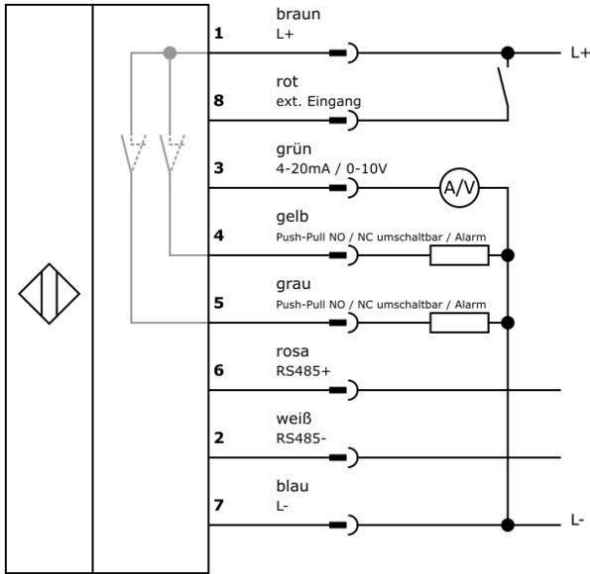 braun
1 L+ L+
rot
8 ext. Eingang
grün
3 4-20mA / 0-10V
A/V
gelb
4 Push-Pull NO / NC umschaltbar / Alarm
grau
5 Push-Pull NO / NC umschaltbar / Alarm
rosa
6 RS485+
weiß
2 RS485-
blau
7 L- L-